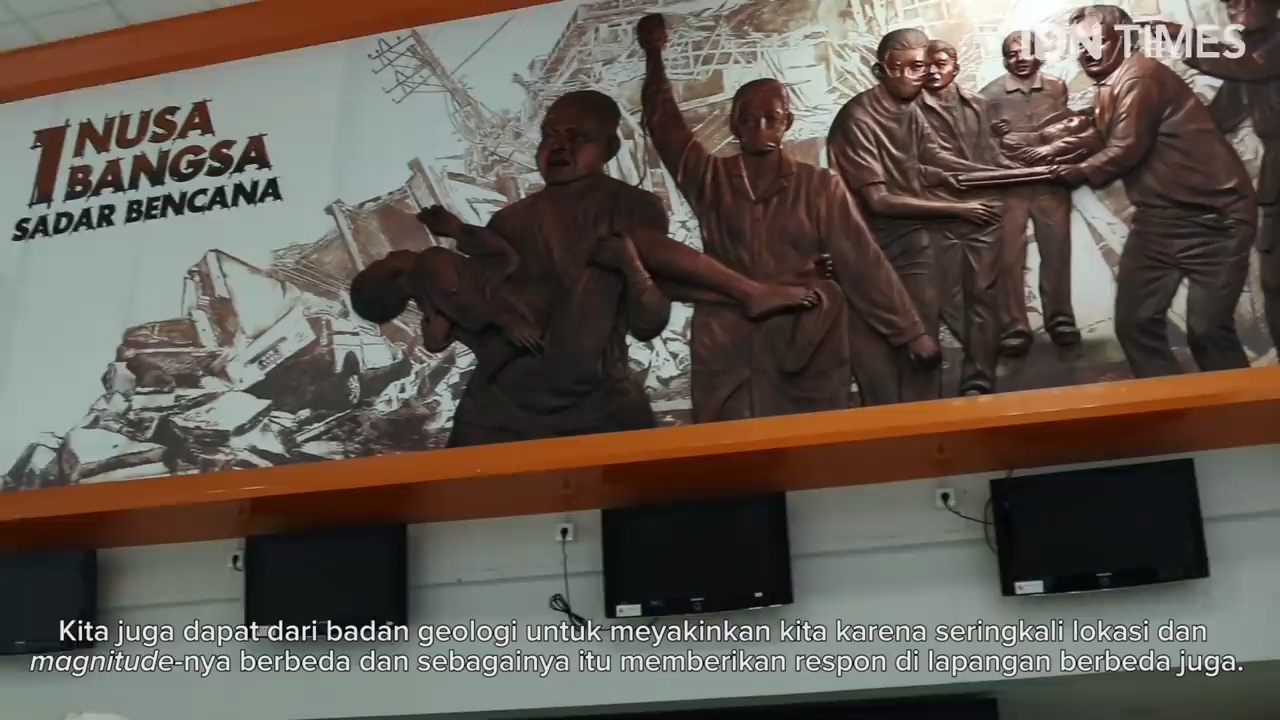 IDN TIMES
1 NUSA
BANGSA
SADAR BENCANA
Kita juga dapat dari badan geologi untuk meyakinkan kita karena seringkali lokasi dan
magnitude-nya berbeda dan sebagainya itu memberikan respon di lapangan berbeda juga.